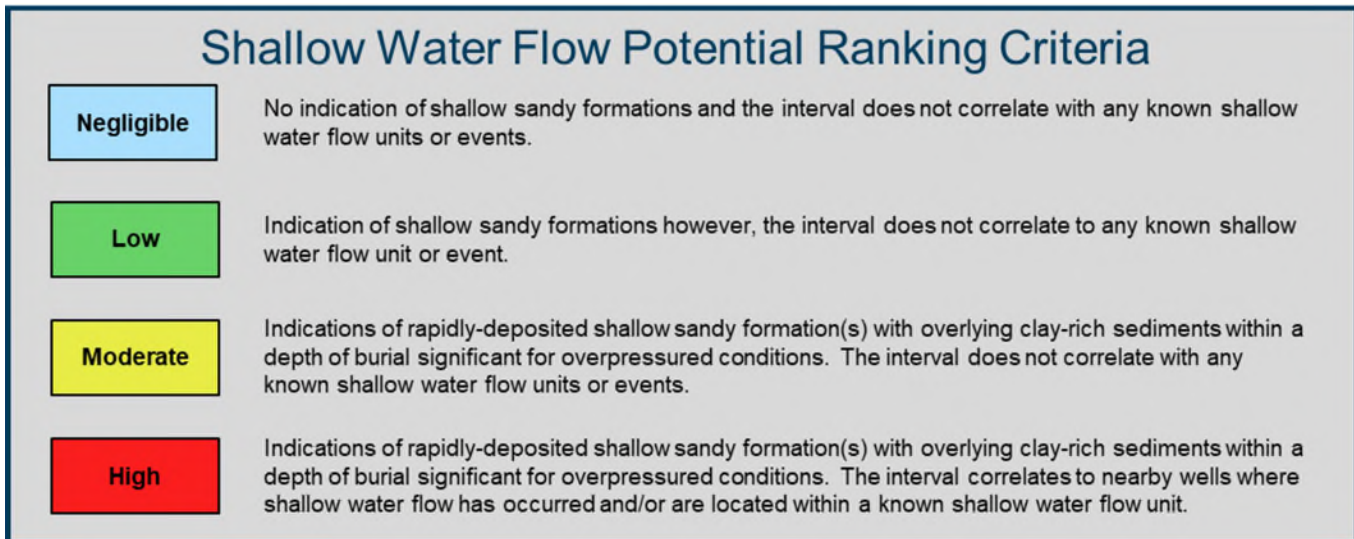 Shallow Water Flow Potential Ranking Criteria
Negligible
No indication of shallow sandy formations and the interval does not correlate with any known shallow
water flow units or events.
Low
Indication of shallow sandy formations however, the interval does not correlate to any known shallow
water flow unit or event.
Moderate
Indications of rapidly-deposited shallow sandy formation(s) with overlying clay-rich sediments within a
depth of burial significant for overpressured conditions. The interval does not correlate with any
known shallow water flow units or events.
High
Indications of rapidly-deposited shallow sandy formation(s) with overlying clay-rich sediments within a
depth of burial significant for overpressured conditions. The interval correlates to nearby wells where
shallow water flow has occurred and/or are located within a known shallow water flow unit.